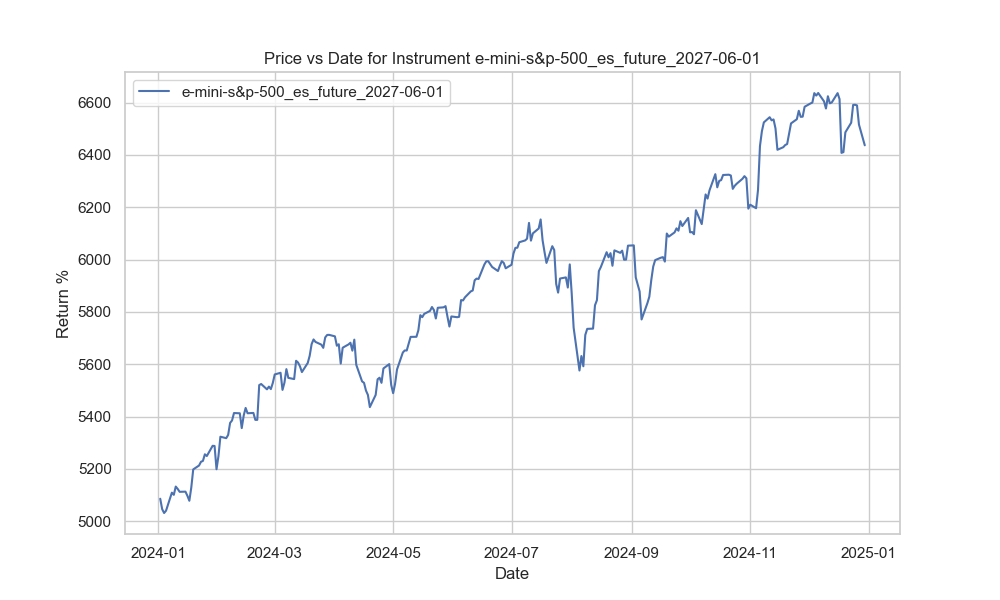 Price vs Date for Instrument e-mini-s&p-500_es_future_2027-06-01
e-mini-s&p-500_es_future_2027-06-01
Return %
6600
6400
6200
6000
5800
5600
5400
5200
5000
2024-01 2024-03 2024-05 2024-07 2024-09 2024-11 2025-01
Date